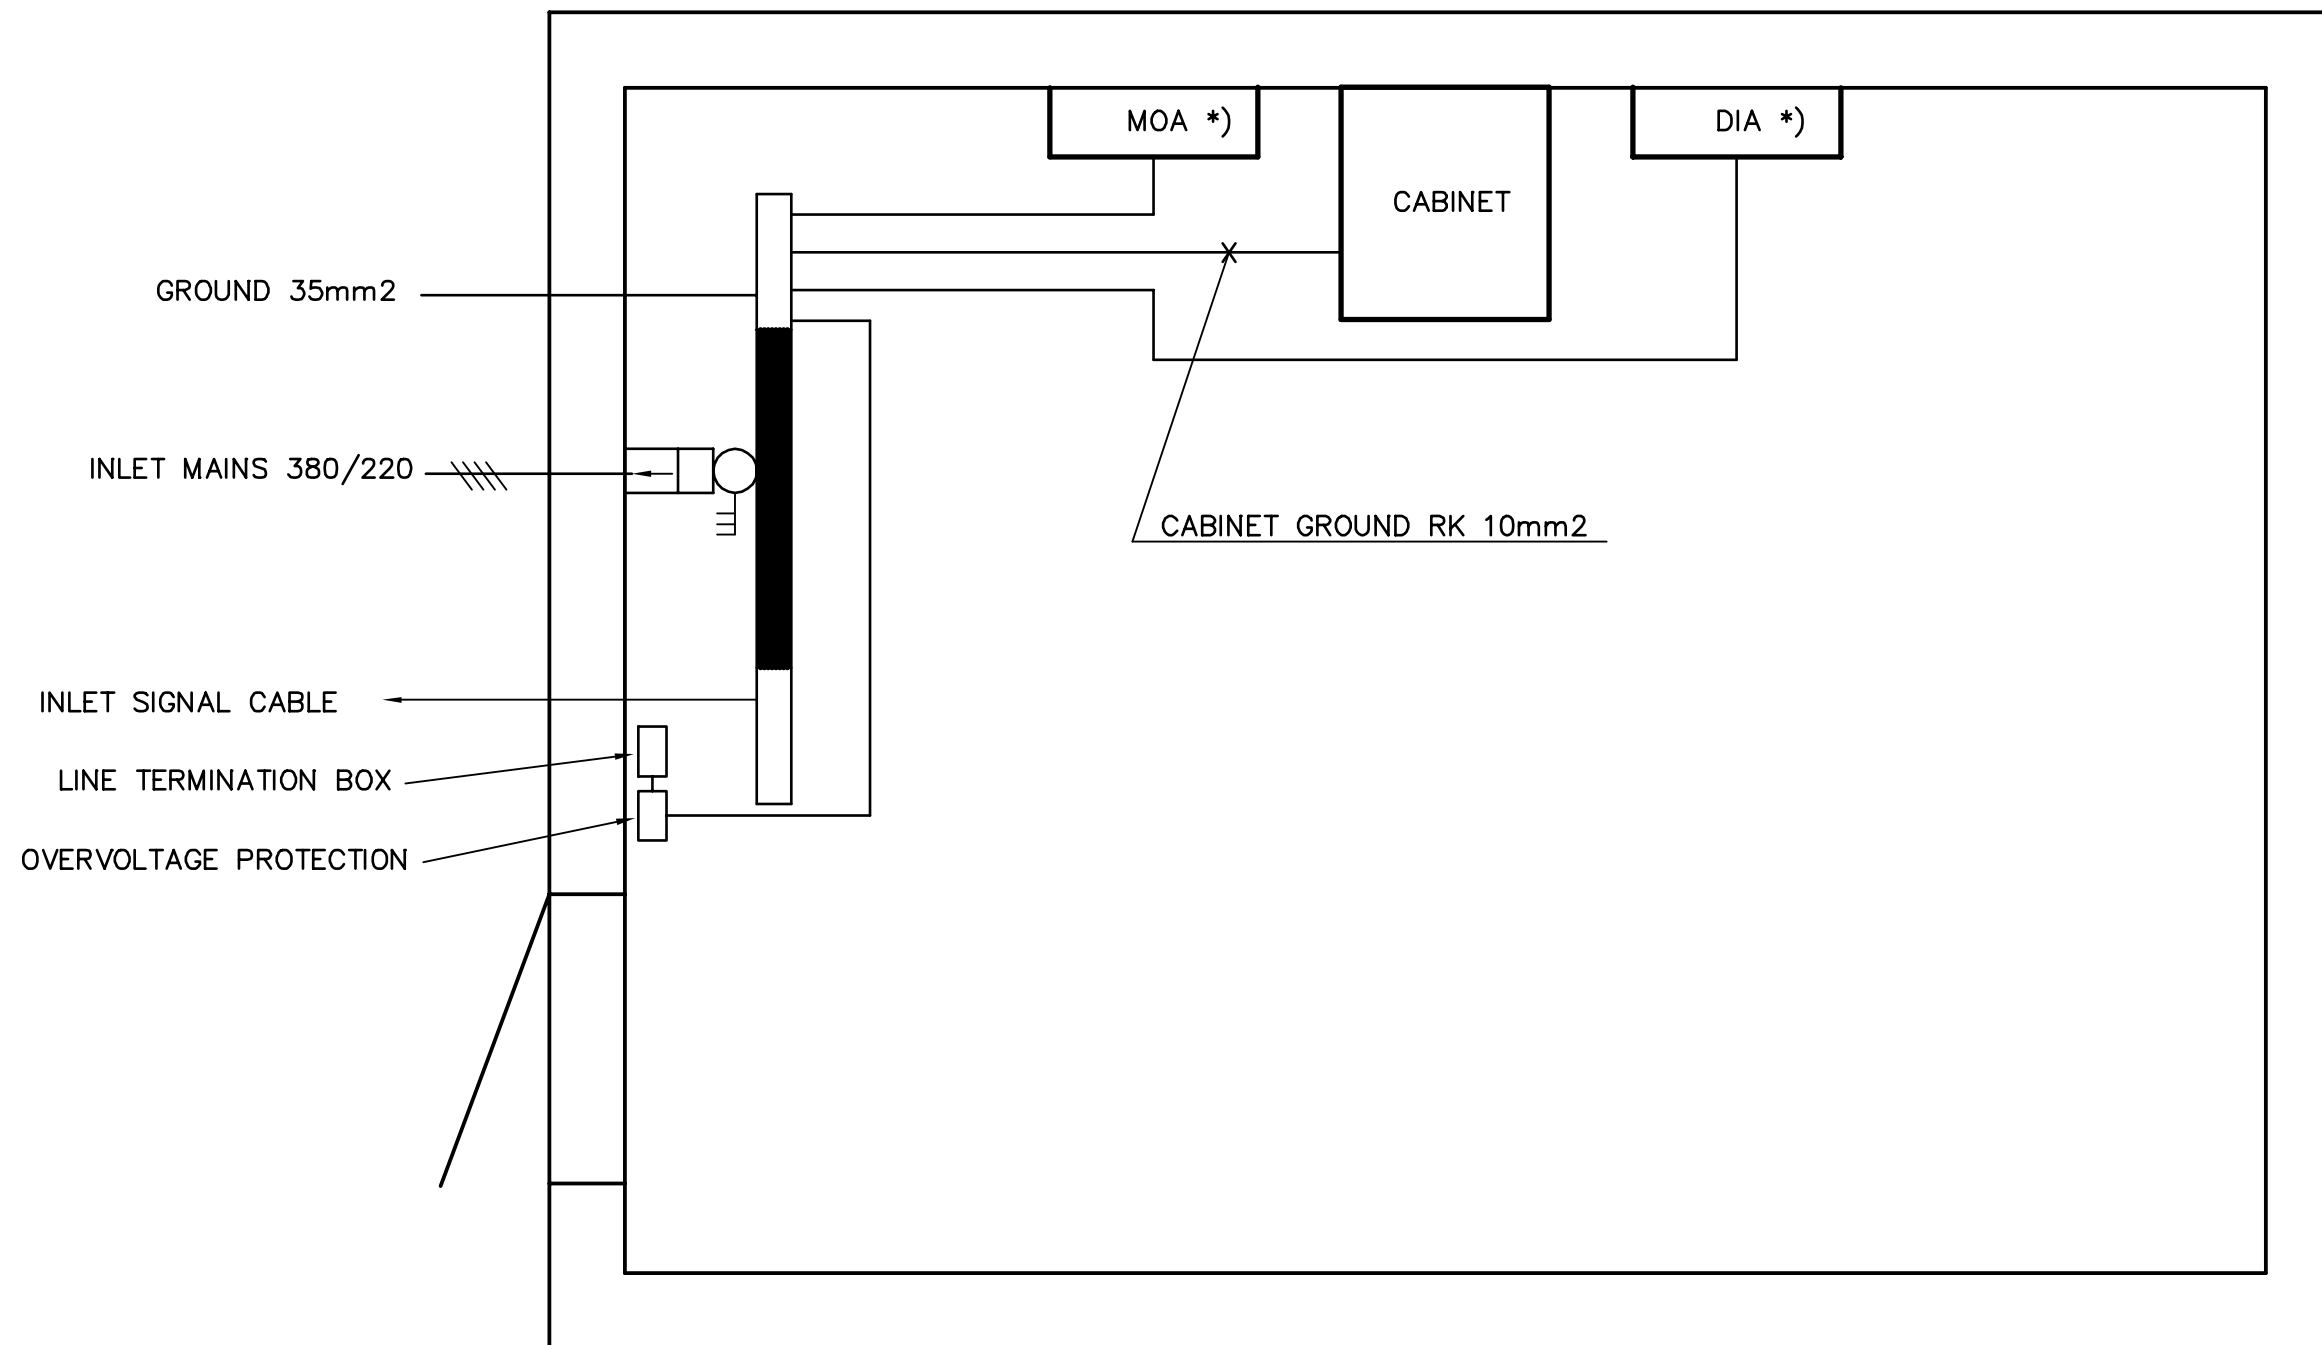 MOA *)
DIA *)
CABINET
GROUND 35mm2
INLET MAINS 380/220
CABINET GROUND RK 10mm2
INLET SIGNAL CABLE
LINE TERMINATION BOX
OVERVOLTAGE PROTECTION